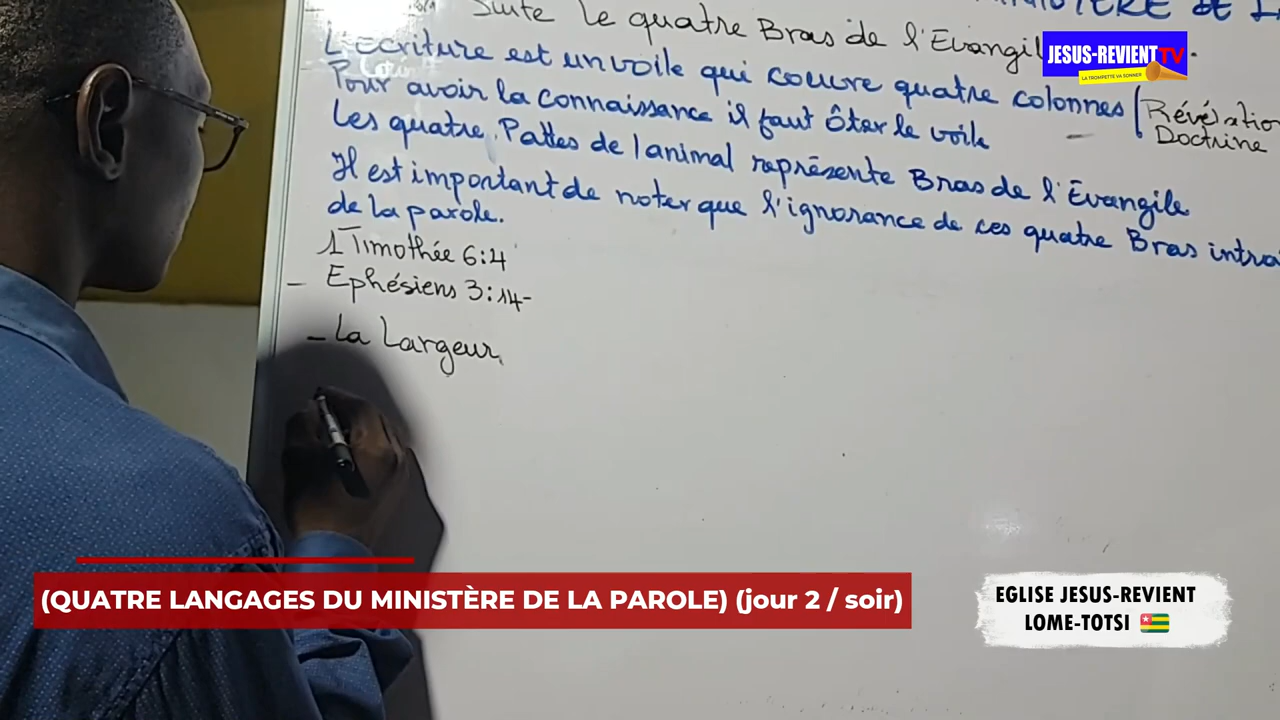 MINISTÈRE DE L
Suite Le quatre Bras de l'Evangil
L'Ecriture est un voile qui couvre quatre colonnes
Révélation
Doctrine
Pour avoir la connaissance il faut ôter le voile
Les quatre Pattes de l'animal représente Bras de l'Évangile
Il est important de noter que l'ignorance de ces quatre Bras intra
de la parole.
1 Timothée 6:4
- Ephésiens 3:14-
- La Largeur
JESUS-REVIENT TV
LA TROMPETTE VA SONNER
(QUATRE LANGAGES DU MINISTÈRE DE LA PAROLE) (jour 2 / soir)
EGLISE JESUS-REVIENT
LOME-TOTSI